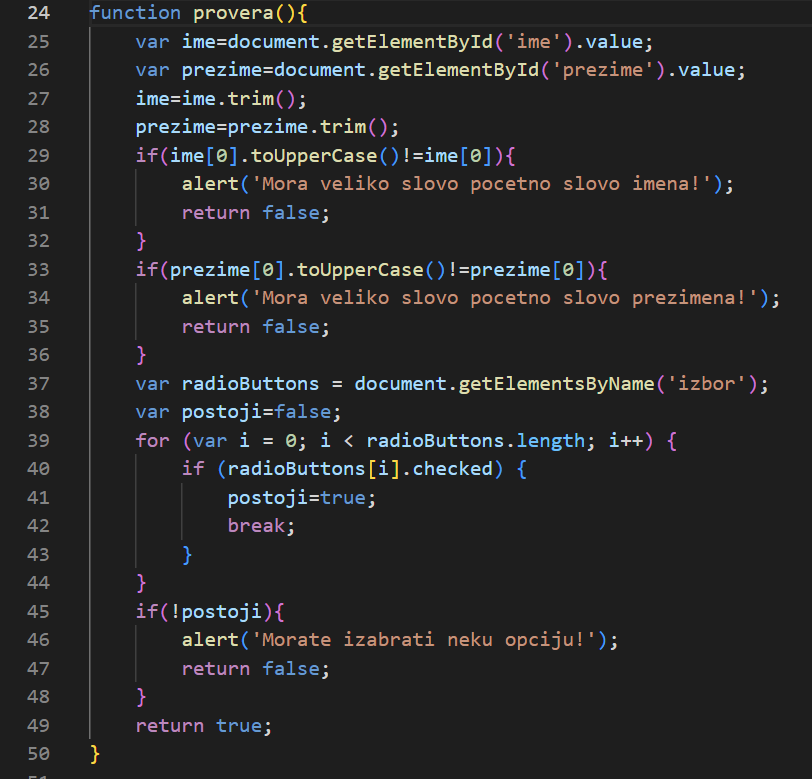 24 function provera(){
25 var ime=document.getElementById('ime').value;
26 var prezime=document.getElementById('prezime').value;
27 ime=ime.trim();
28 prezime=prezime.trim();
29 if(ime[0].toUpperCase()!=ime[0]){
30 alert('Mora veliko slovo pocetno slovo imena!');
31 return false;
32 }
33 if(prezime[0].toUpperCase()!=prezime[0]){
34 alert('Mora veliko slovo pocetno slovo prezimena!');
35 return false;
36 }
37 var radioButtons = document.getElementsByName('izbor');
38 var postoji=false;
39 for (var i = 0; i < radioButtons.length; i++) {
40 if (radioButtons[i].checked) {
41 postoji=true;
42 break;
43 }
44 }
45 if(!postoji){
46 alert('Morate izabrati neku opciju!');
47 return false;
48 }
49 return true;
50 }